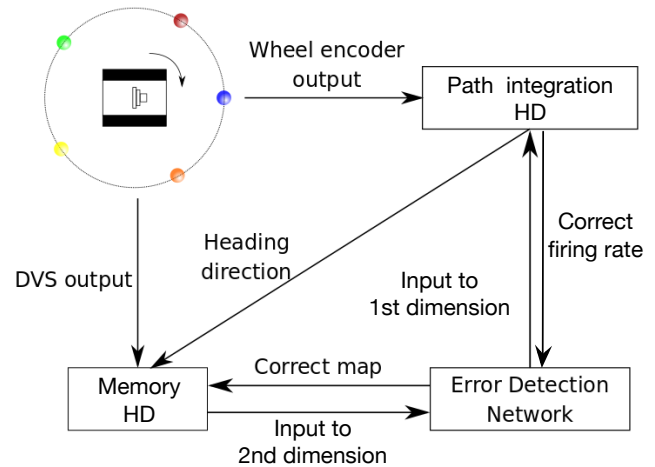 Wheel encoder
output
Path integration
HD
Correct
firing rate
Heading
direction
DVS output
Input to
1st dimension
Memory
HD
Correct map
Error Detection
Network
Input to
2nd dimension